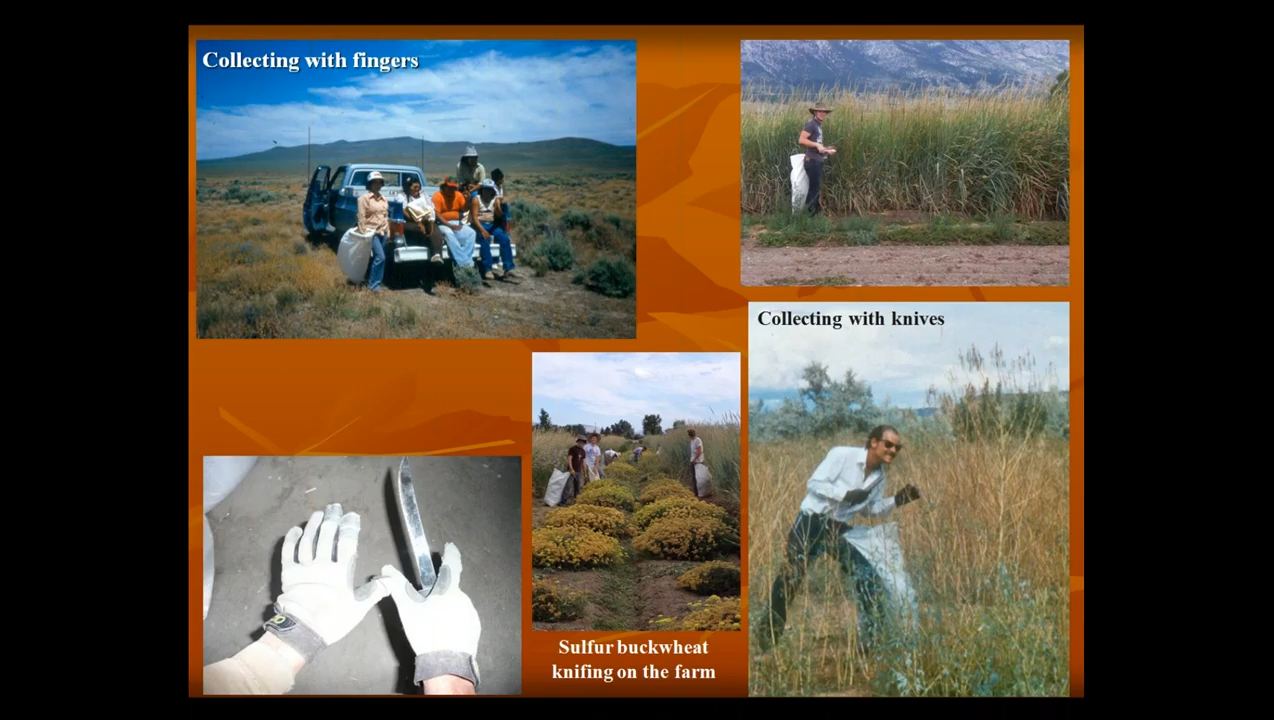 Collecting with fingers
Collecting with knives
Sulfur buckwheat
knifing on the farm